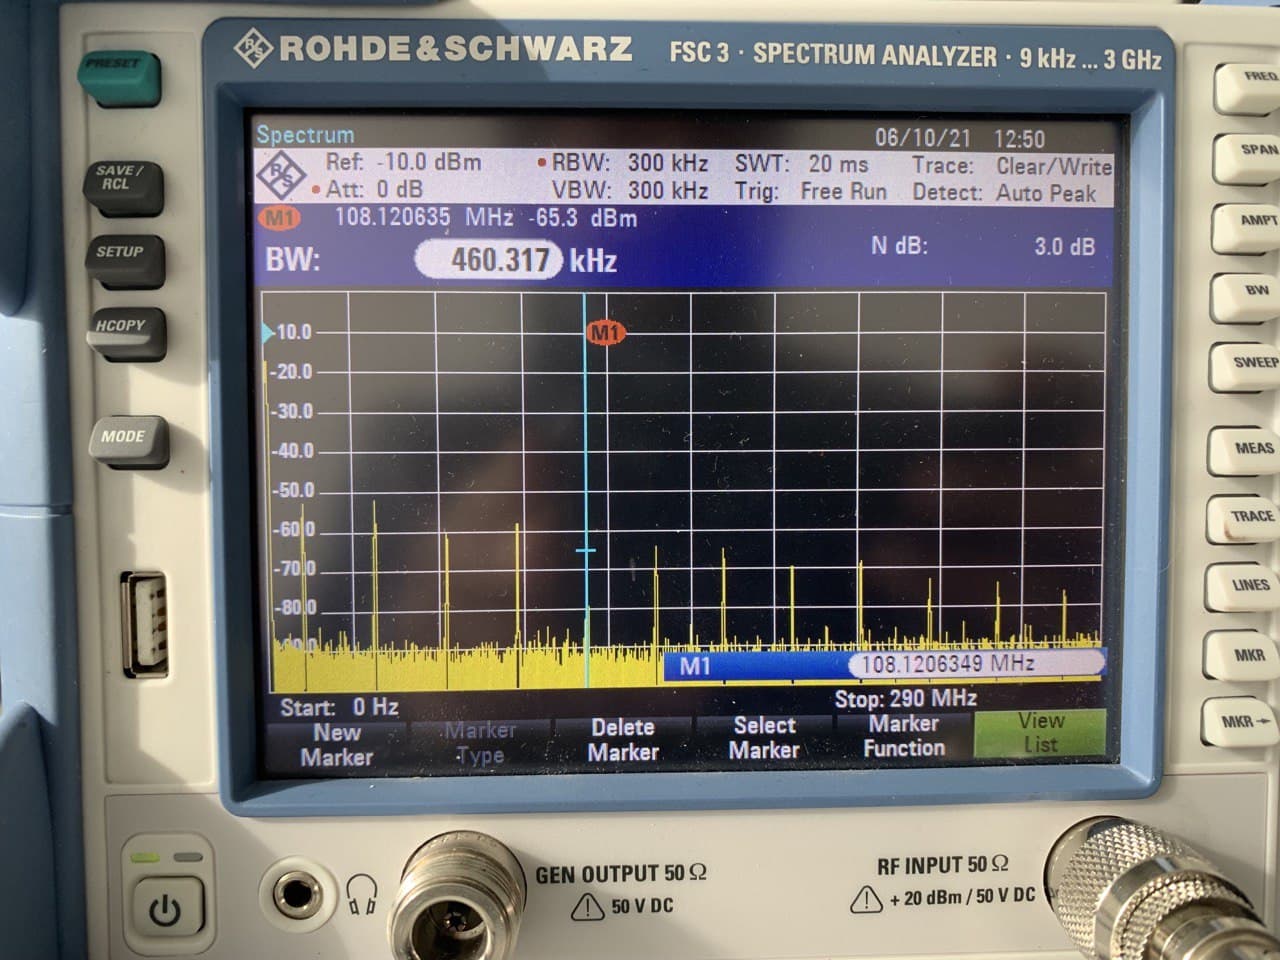 ROHDE & SCHWARZ FSC 3 · SPECTRUM ANALYZER · 9 kHz ... 3 GHz
PRESET
SAVE /
RCL
SETUP
HCOPY
MODE
Spectrum 06/10/21 12:50
Ref: -10.0 dBm • RBW: 300 kHz SWT: 20 ms Trace: Clear/Write
• Att: 0 dB VBW: 300 kHz Trig: Free Run Detect: Auto Peak
M1 108.120635 MHz -65.3 dBm
BW: 460.317 kHz N dB: 3.0 dB
M1
-10.0
-20.0
-30.0
-40.0
-50.0
-60.0
-70.0
-80.0
-90.0
M1 108.1206349 MHz
Start: 0 Hz Stop: 290 MHz
New Marker
Marker Type
Delete Marker
Select Marker
Marker Function
View List
FREQ
SPAN
AMPT
BW
SWEEP
MEAS
TRACE
LINES
MKR
MKR→
GEN OUTPUT 50 Ω
50 V DC
RF INPUT 50 Ω
+ 20 dBm / 50 V DC